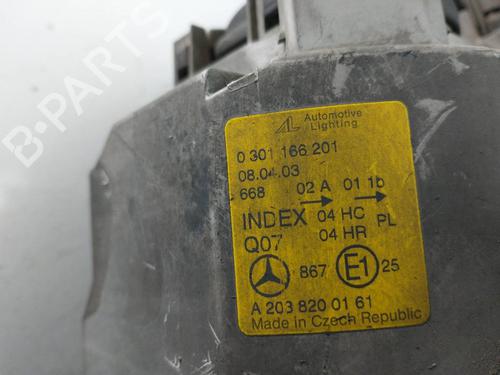 B-PARTS
AL Automotive
Lighting
0 301 166 201
08.04.03
668 02 A 01 1b
INDEX 04 HC PL
Q07 04 HR
867 E1 25
A 203 820 01 61
Made in Czech Republic